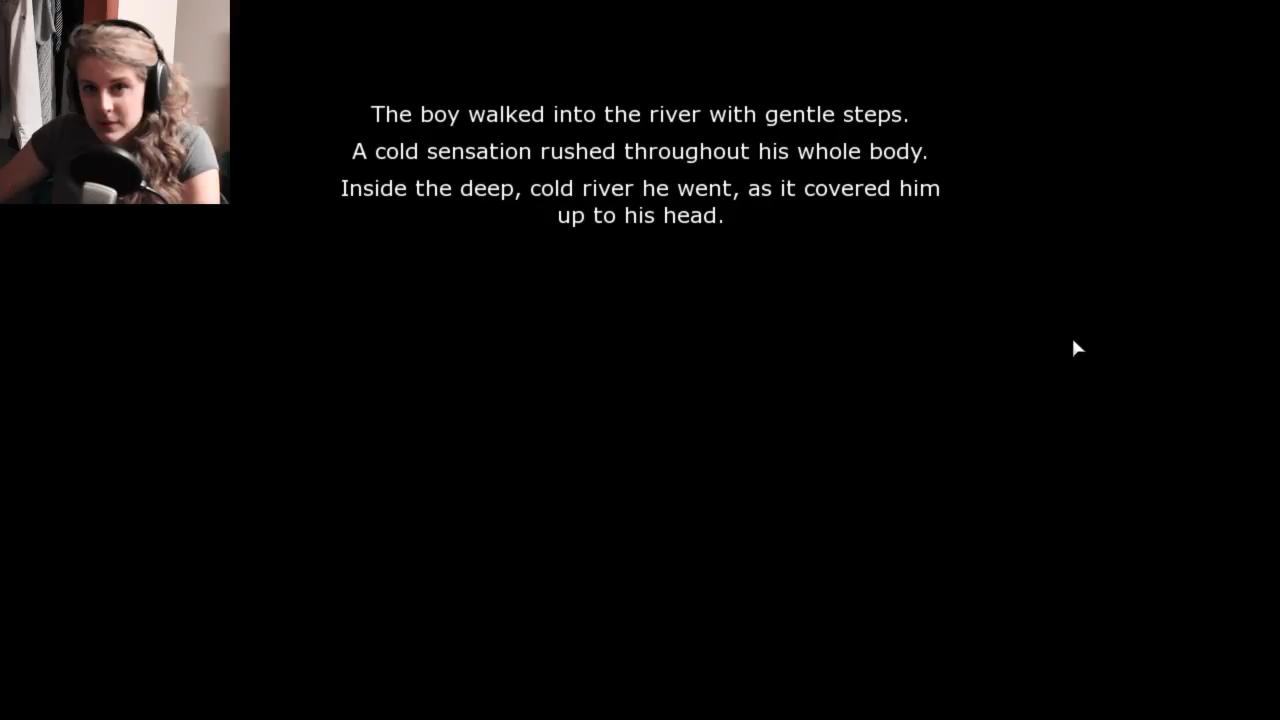 The boy walked into the river with gentle steps.
A cold sensation rushed throughout his whole body.
Inside the deep, cold river he went, as it covered him
up to his head.